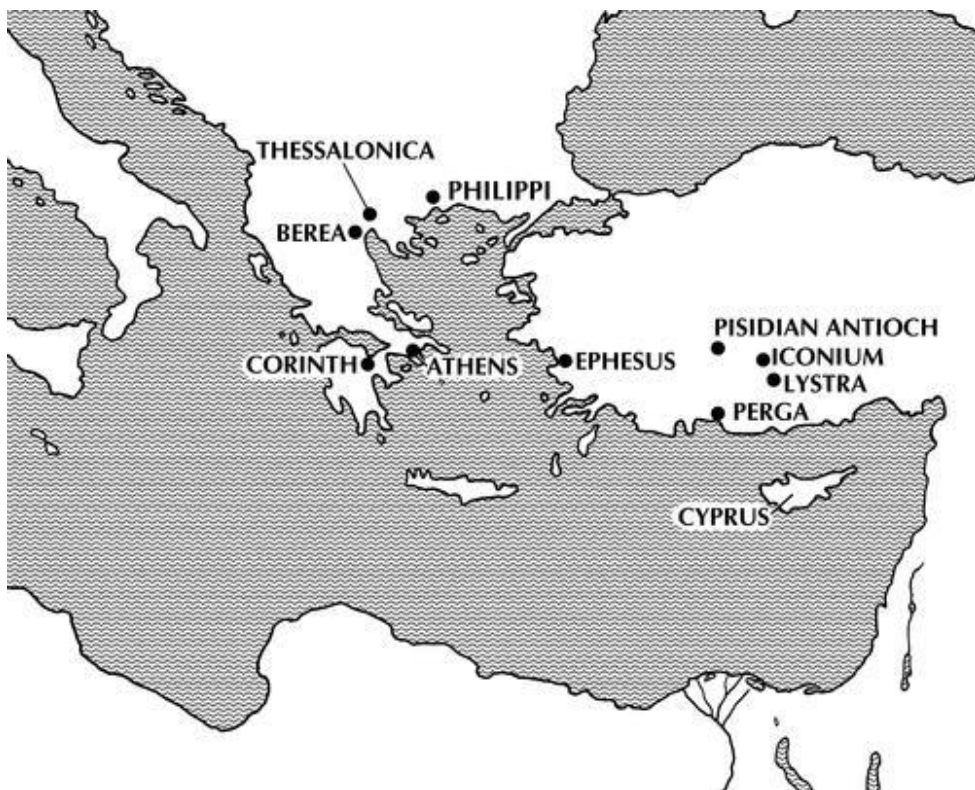 THESSALONICA
PHILIPPI
BEREA
PISIDIAN ANTIOCH
CORINTH
ATHENS
EPHESUS
ICONIUM
LYSTRA
PERGA
CYPRUS